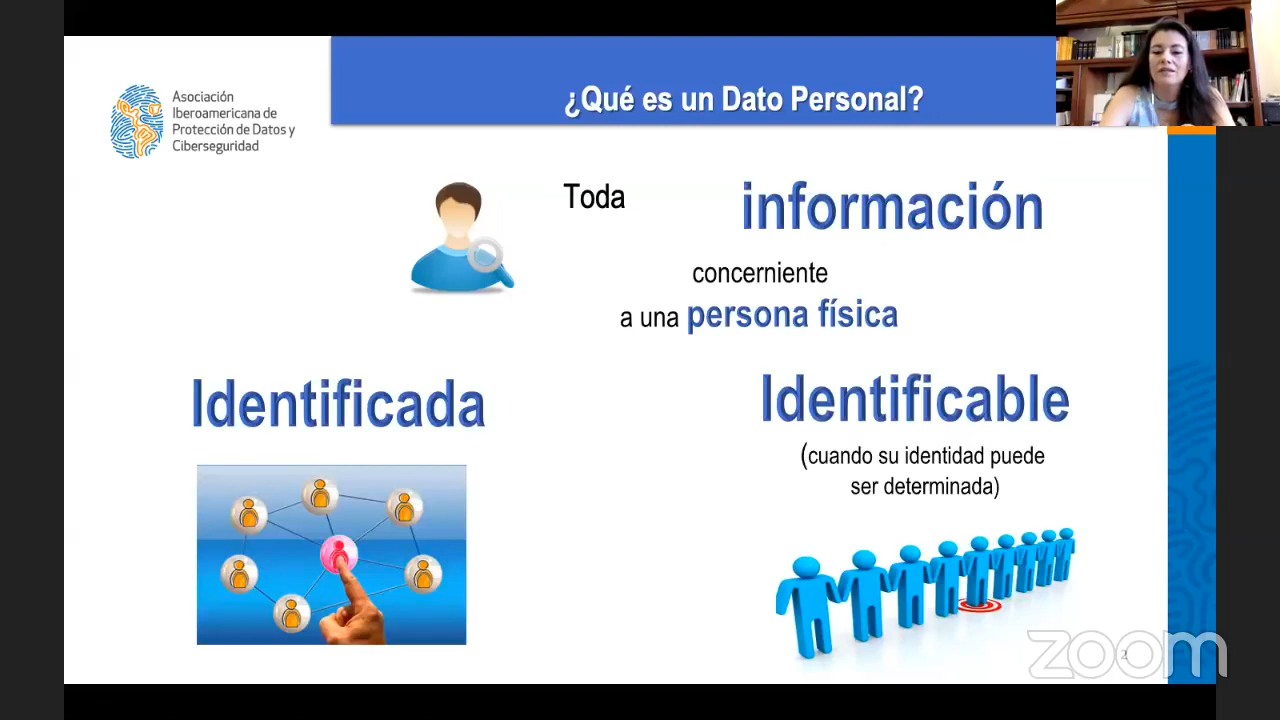 Asociación
Iberoamericana de
Protección de Datos y
Ciberseguridad
¿Qué es un Dato Personal?
Toda información
concerniente
a una persona física
Identificada
Identificable
(cuando su identidad puede
ser determinada)
2
zoom